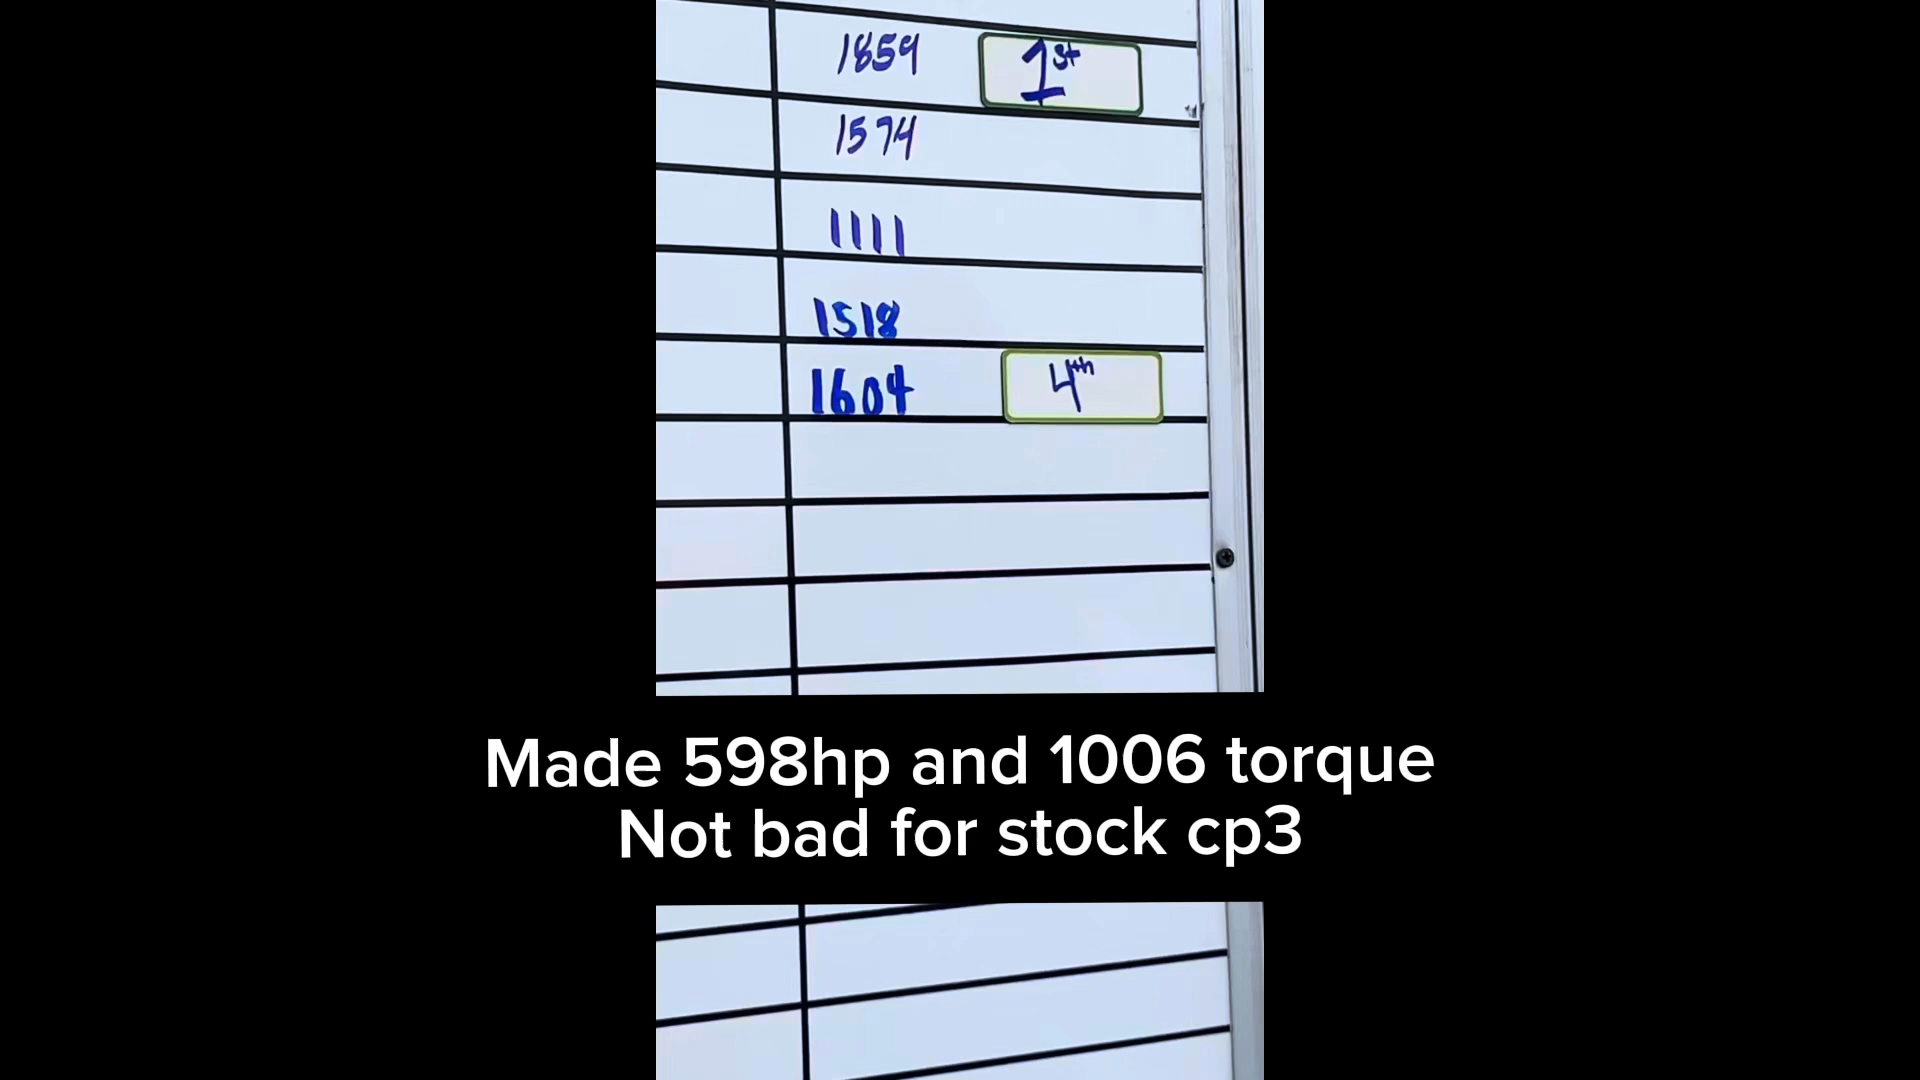 1859 1st
1574
1111
1518
1604 4th
Made 598hp and 1006 torque
Not bad for stock cp3